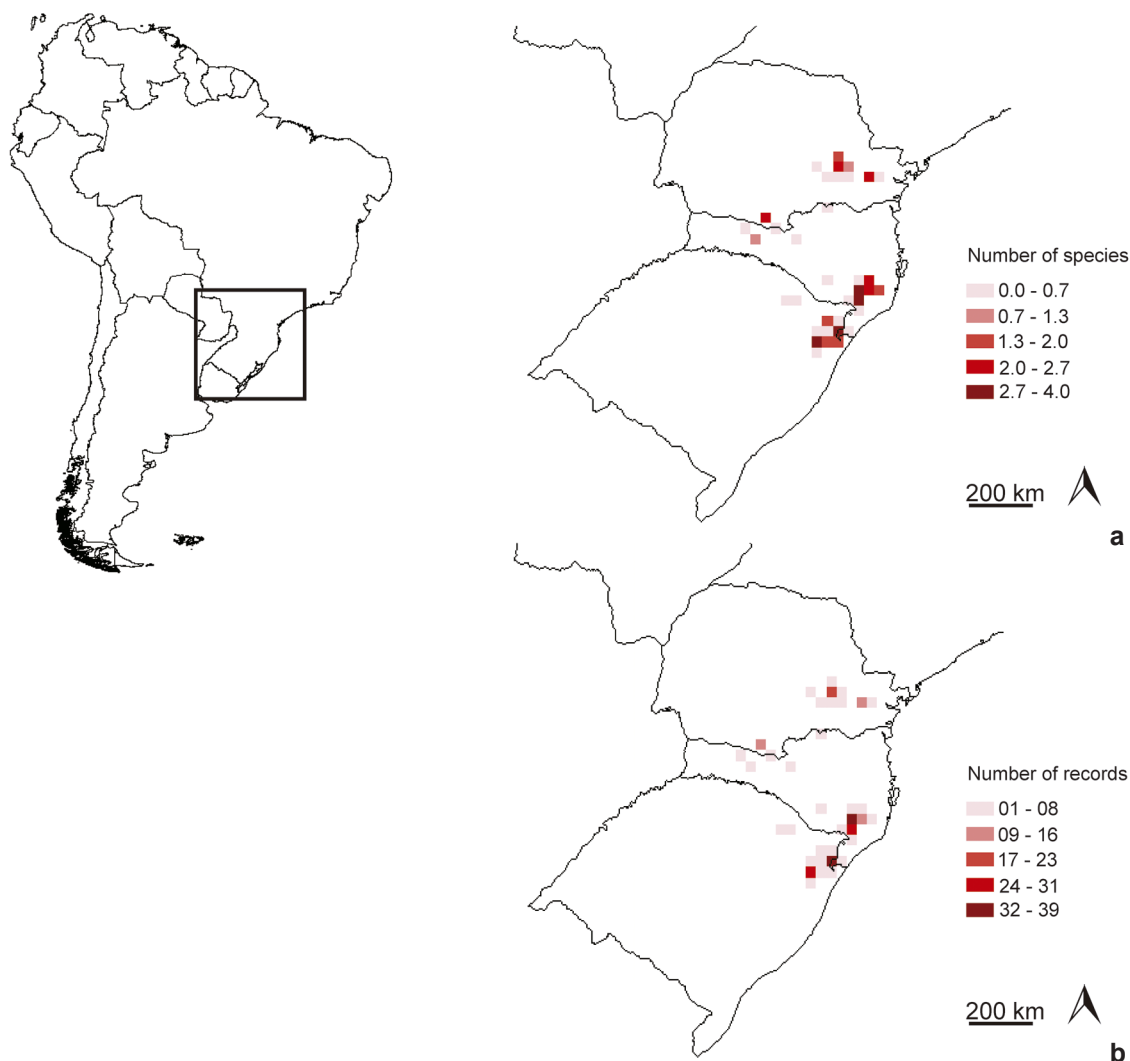 Number of species
0.0 - 0.7
0.7 - 1.3
1.3 - 2.0
2.0 - 2.7
2.7 - 4.0
200 km
a
Number of records
01 - 08
09 - 16
17 - 23
24 - 31
32 - 39
200 km
b